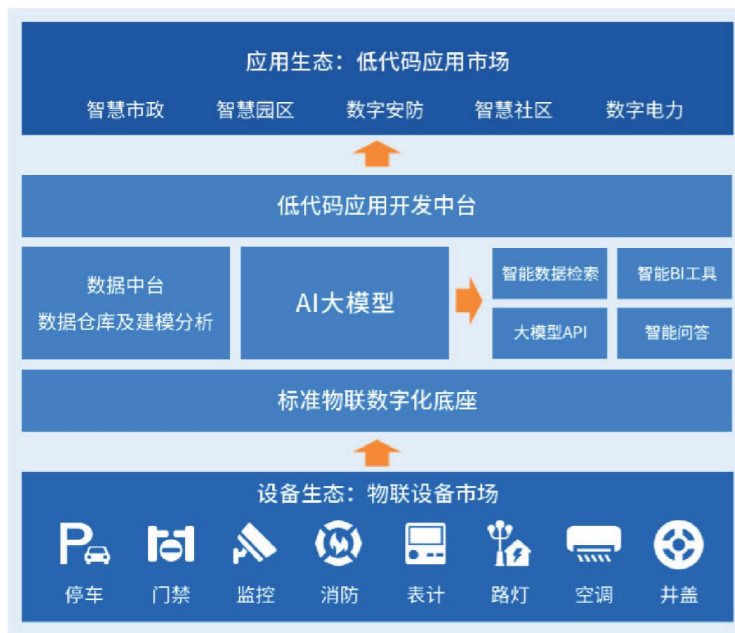 应用生态：低代码应用市场
智慧市政 智慧园区 数字安防 智慧社区 数字电力
低代码应用开发中台
数据中台
数据仓库及建模分析
AI大模型
智能数据检索 智能BI工具
大模型API 智能问答
标准物联数字化底座
设备生态：物联设备市场
P
停车 门禁 监控 消防 表计 路灯 空调 井盖